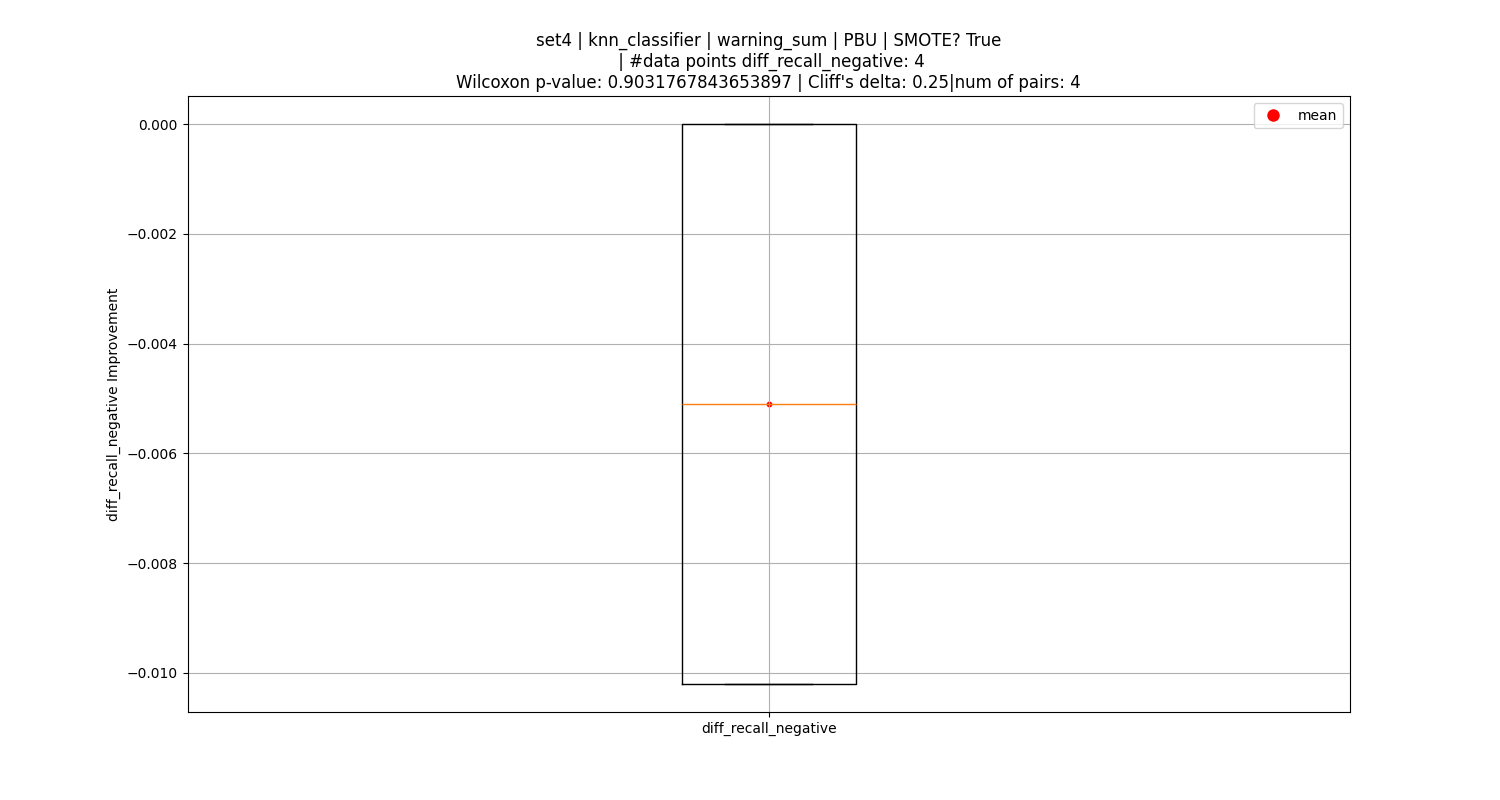 set4 | knn_classifier | warning_sum | PBU | SMOTE? True
| #data points diff_recall_negative: 4
Wilcoxon p-value: 0.9031767843653897 | Cliff's delta: 0.25|num of pairs: 4
mean
0.000
−0.002
−0.004
−0.006
−0.008
−0.010
diff_recall_negative Improvement
diff_recall_negative